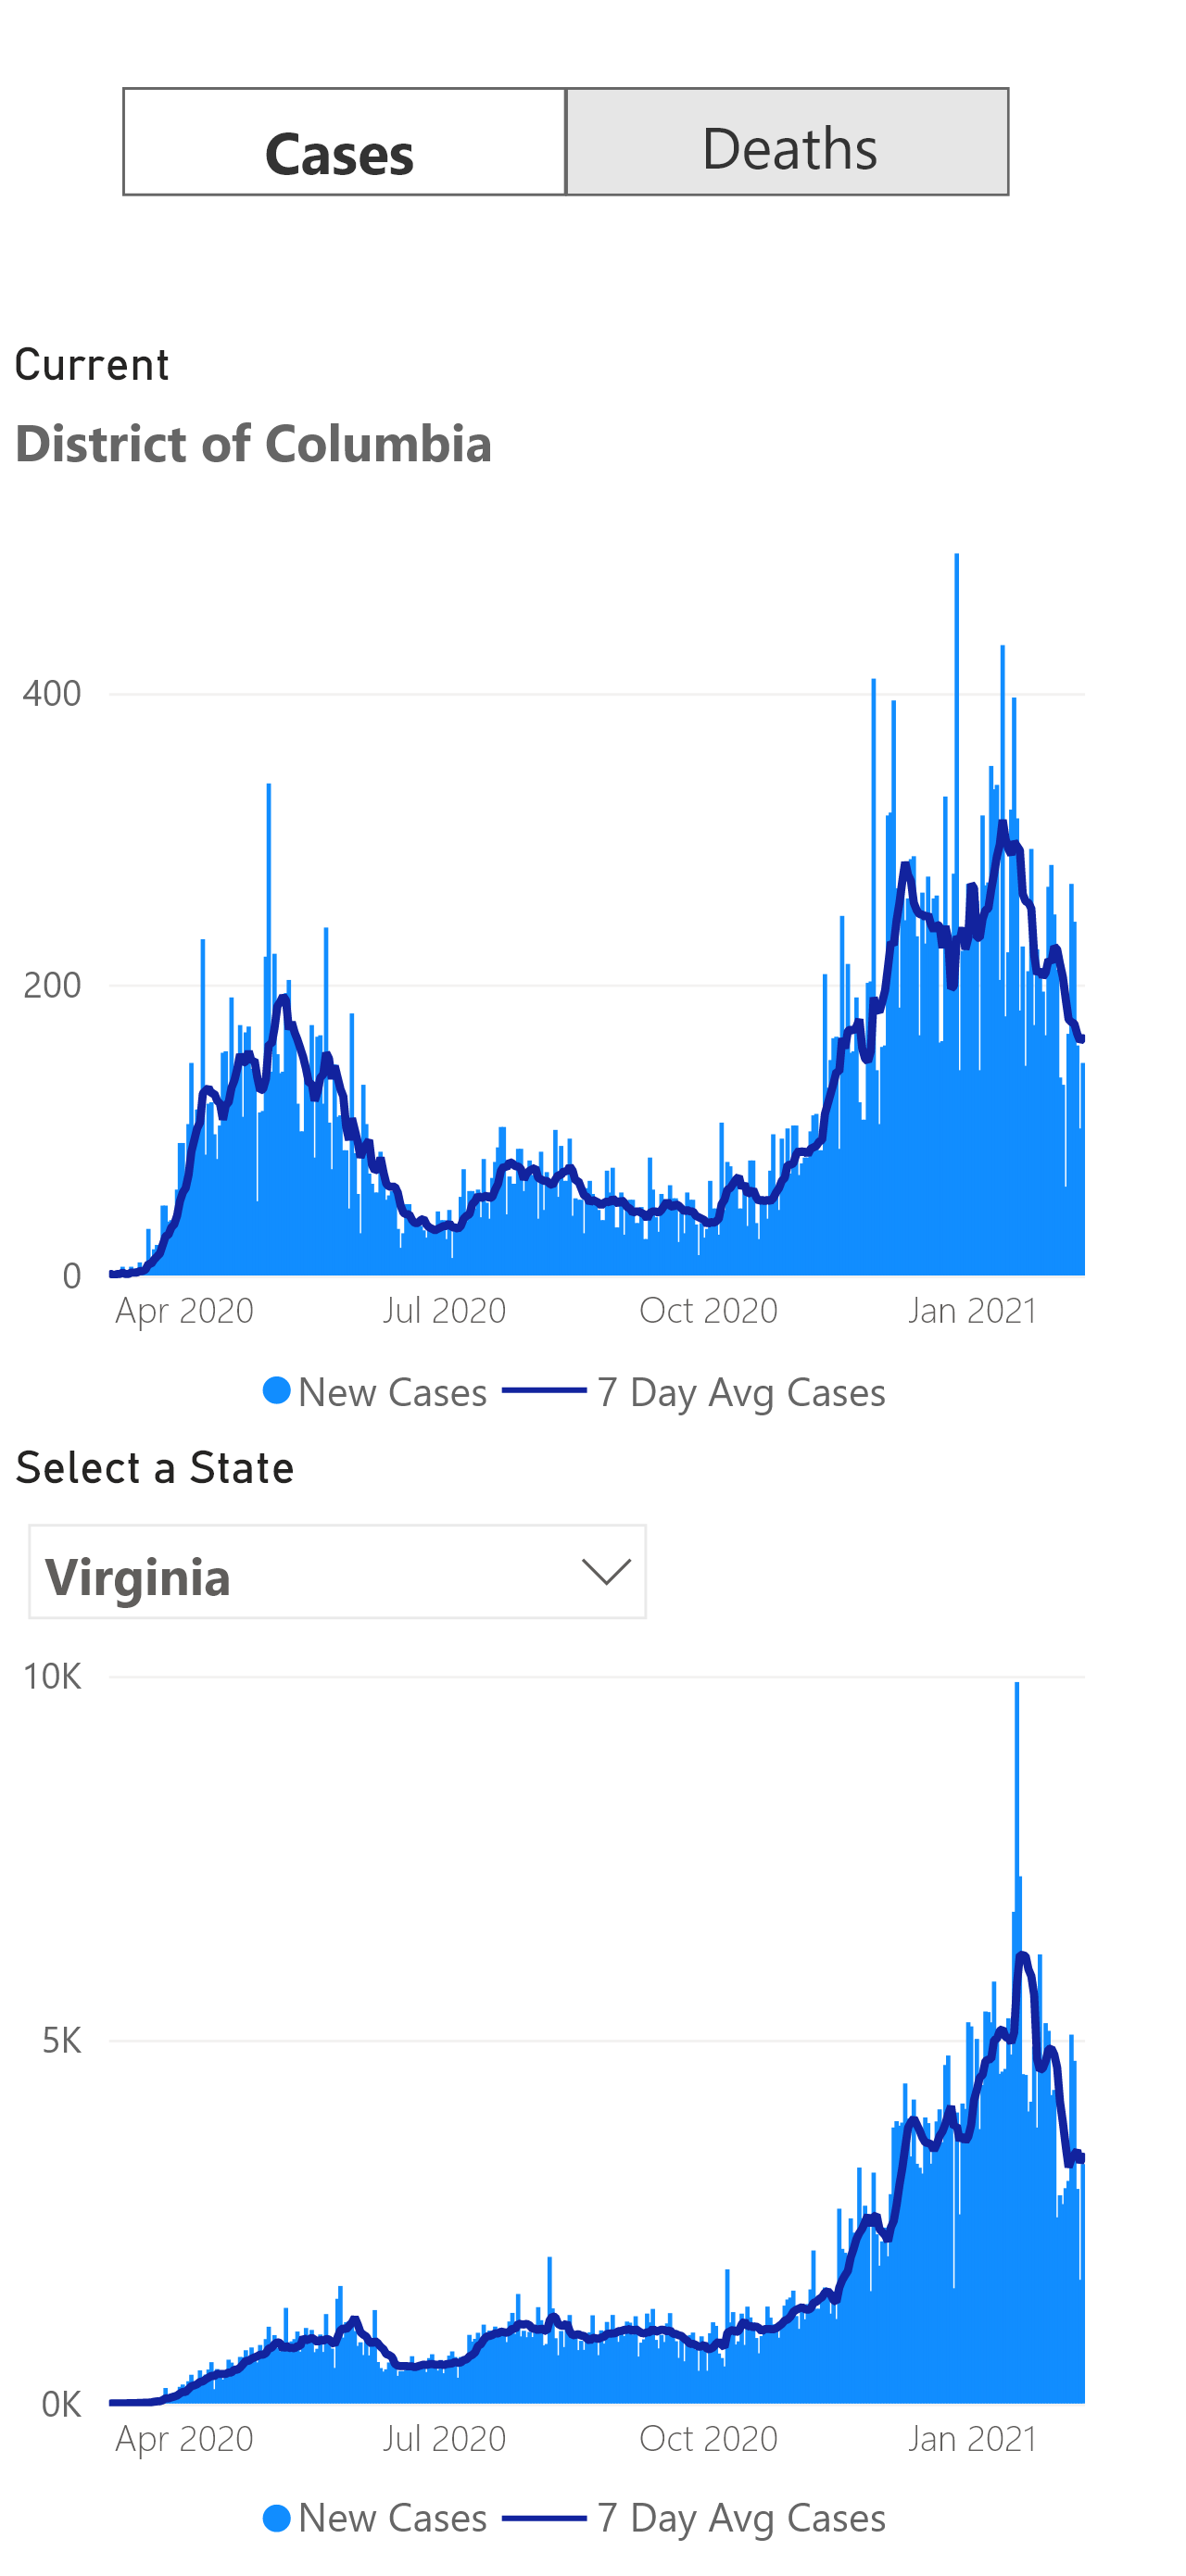 Cases Deaths
Current
District of Columbia
400
200
0
Apr 2020 Jul 2020 Oct 2020 Jan 2021
New Cases 7 Day Avg Cases
Select a State
Virginia
10K
5K
0K
Apr 2020 Jul 2020 Oct 2020 Jan 2021
New Cases 7 Day Avg Cases